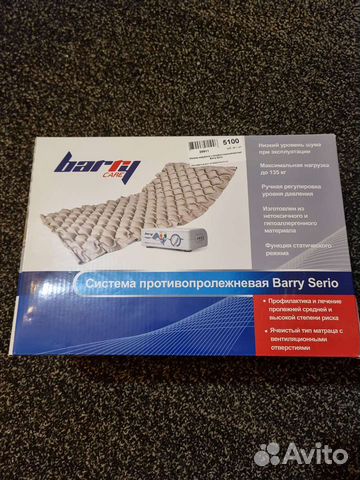 barry
CARE
5100
Низкий уровень шума
при эксплуатации
Максимальная нагрузка
до 135 кг
Ручная регулировка
уровня давления
Изготовлен из
нетоксичного и
гипоаллергенного
материала
Функция статического
режима
barry
Система противопролежневая Barry Serio
• Профилактика и лечение
пролежней средней и
высокой степени риска
• Ячеистый тип матраца с
вентиляционными
отверстиями
Avito